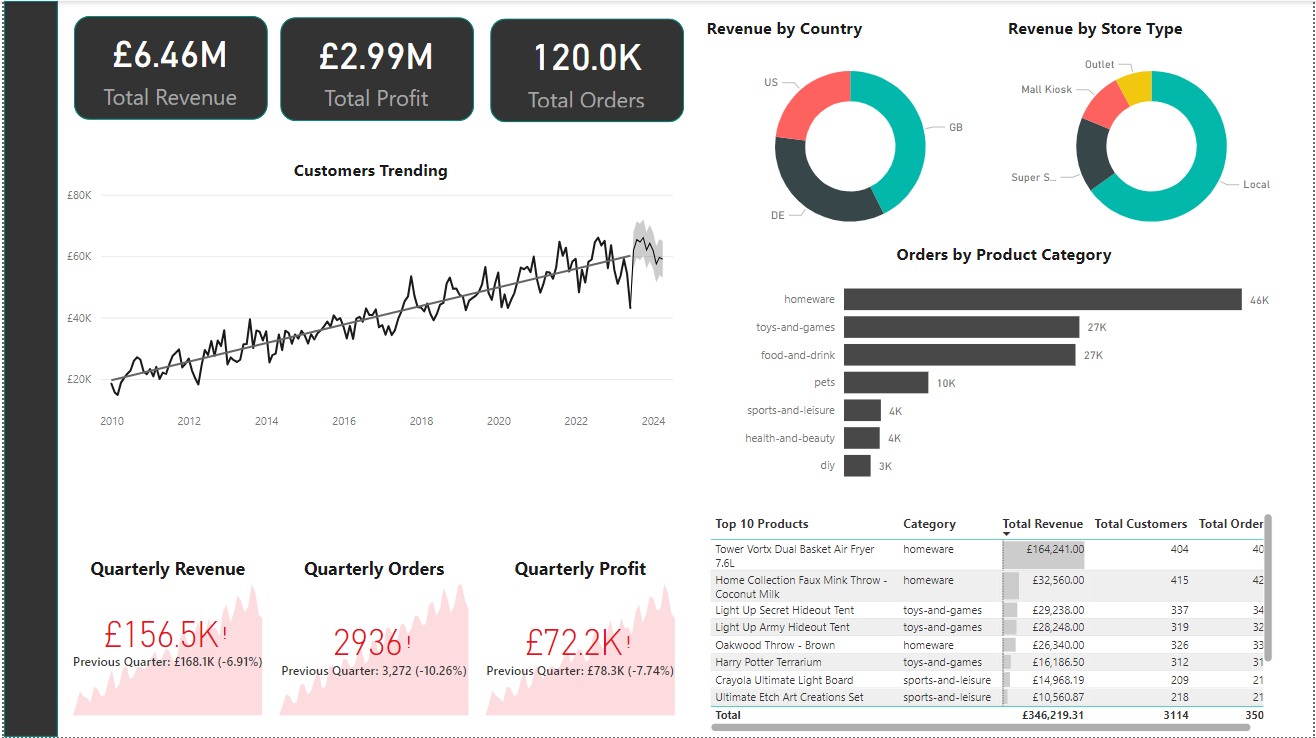 £6.46M
Total Revenue
£2.99M
Total Profit
120.0K
Total Orders
Customers Trending
£80K
£60K
£40K
£20K
2010 2012 2014 2016 2018 2020 2022 2024
Quarterly Revenue
£156.5K!
Previous Quarter: £168.1K (-6.91%)
Quarterly Orders
2936!
Previous Quarter: 3,272 (-10.26%)
Quarterly Profit
£72.2K!
Previous Quarter: £78.3K (-7.74%)
Revenue by Country
US
GB
DE
Revenue by Store Type
Outlet
Mall Kiosk
Super S...
Local
Orders by Product Category
homeware 46K
toys-and-games 27K
food-and-drink 27K
pets 10K
sports-and-leisure 4K
health-and-beauty 4K
diy 3K
Top 10 Products Category Total Revenue Total Customers Total Order
Tower Vortx Dual Basket Air Fryer homeware £164,241.00 404 40
7.6L
Home Collection Faux Mink Throw - homeware £32,560.00 415 42
Coconut Milk
Light Up Secret Hideout Tent toys-and-games £29,238.00 337 34
Light Up Army Hideout Tent toys-and-games £28,248.00 319 32
Oakwood Throw - Brown homeware £26,340.00 326 33
Harry Potter Terrarium toys-and-games £16,186.50 312 31
Crayola Ultimate Light Board sports-and-leisure £14,968.19 209 21
Ultimate Etch Art Creations Set sports-and-leisure £10,560.87 218 21
Total £346,219.31 3114 350